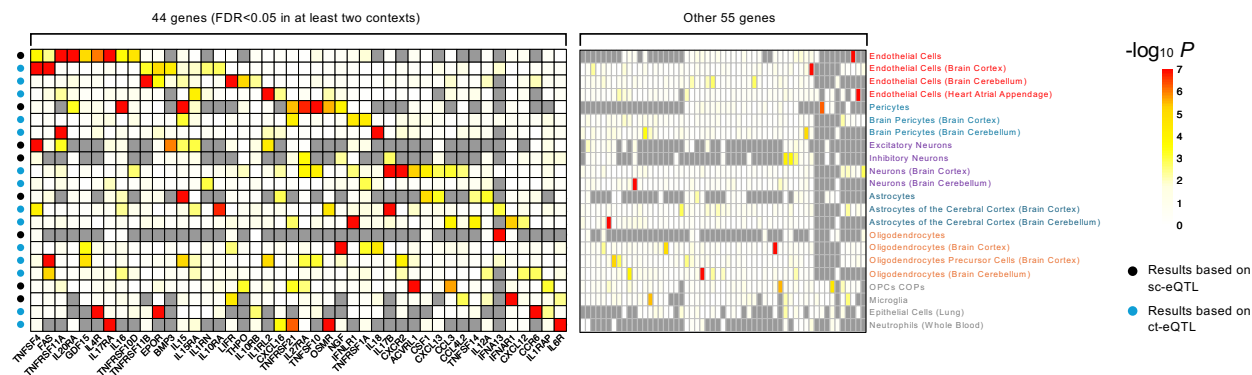 44 genes (FDR<0.05 in at least two contexts)
Other 55 genes
-log10 P
7
6
5
4
3
2
1
0
Endothelial Cells
Endothelial Cells (Brain Cortex)
Endothelial Cells (Brain Cerebellum)
Endothelial Cells (Heart Atrial Appendage)
Pericytes
Brain Pericytes (Brain Cortex)
Brain Pericytes (Brain Cerebellum)
Excitatory Neurons
Inhibitory Neurons
Neurons (Brain Cortex)
Neurons (Brain Cerebellum)
Astrocytes
Astrocytes of the Cerebral Cortex (Brain Cortex)
Astrocytes of the Cerebral Cortex (Brain Cerebellum)
Oligodendrocytes
Oligodendrocytes (Brain Cortex)
Oligodendrocytes Precursor Cells (Brain Cortex)
Oligodendrocytes (Brain Cerebellum)
OPCs COPs
Microglia
Epithelial Cells (Lung)
Neutrophils (Whole Blood)
Results based on
sc-eQTL
Results based on
ct-eQTL
TNFSF4
FAS
TNFRSF11A
IL20RA
GDF15
IL4R
IL17RA
IL16
TNFRSF10D
TNFRSF11B
EPOR
BMP3
IL15
IL15RA
IL1RN
IL10RA
LIFR
THPO
IL10RB
IL1RL2
CXCL16
TNFRSF21
IL27RA
TNFSF10
OSMR
NGF
IFNLR1
TNFRSF1A
IL18
IL17B
CXCR2
ACVRL1
CSF1
CXCL13
CCL3
CCL4L2
TNFSF14
IL12A
IFNA13
IFNAR1
CXCL12
CCR6
IL1RAP
IL6R